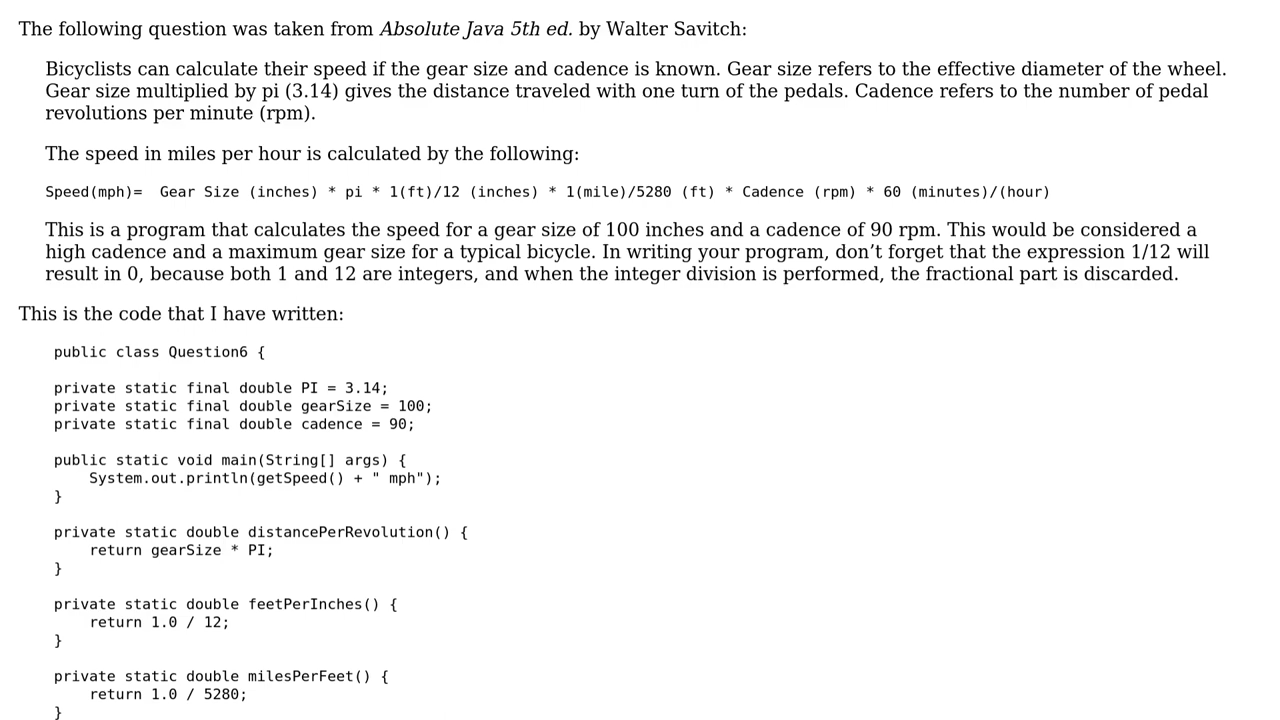 The following question was taken from Absolute Java 5th ed. by Walter Savitch:
Bicyclists can calculate their speed if the gear size and cadence is known. Gear size refers to the effective diameter of the wheel.
Gear size multiplied by pi (3.14) gives the distance traveled with one turn of the pedals. Cadence refers to the number of pedal
revolutions per minute (rpm).
The speed in miles per hour is calculated by the following:
Speed(mph)=  Gear Size (inches) * pi * 1(ft)/12 (inches) * 1(mile)/5280 (ft) * Cadence (rpm) * 60 (minutes)/(hour)
This is a program that calculates the speed for a gear size of 100 inches and a cadence of 90 rpm. This would be considered a
high cadence and a maximum gear size for a typical bicycle. In writing your program, don’t forget that the expression 1/12 will
result in 0, because both 1 and 12 are integers, and when the integer division is performed, the fractional part is discarded.
This is the code that I have written:
public class Question6 {
private static final double PI = 3.14;
private static final double gearSize = 100;
private static final double cadence = 90;
public static void main(String[] args) {
    System.out.println(getSpeed() + " mph");
}
private static double distancePerRevolution() {
    return gearSize * PI;
}
private static double feetPerInches() {
    return 1.0 / 12;
}
private static double milesPerFeet() {
    return 1.0 / 5280;
}